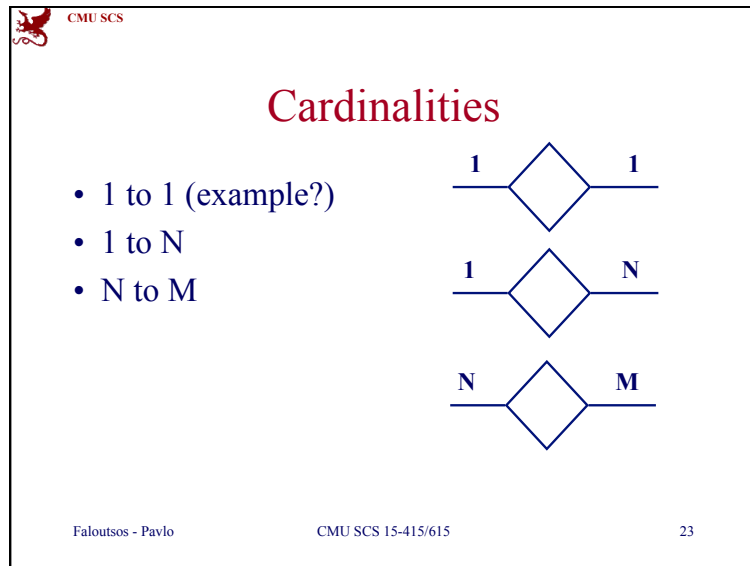 CMU SCS
Cardinalities
• 1 to 1 (example?)
• 1 to N
• N to M
1 1
1 N
N M
Faloutsos - Pavlo CMU SCS 15-415/615 23